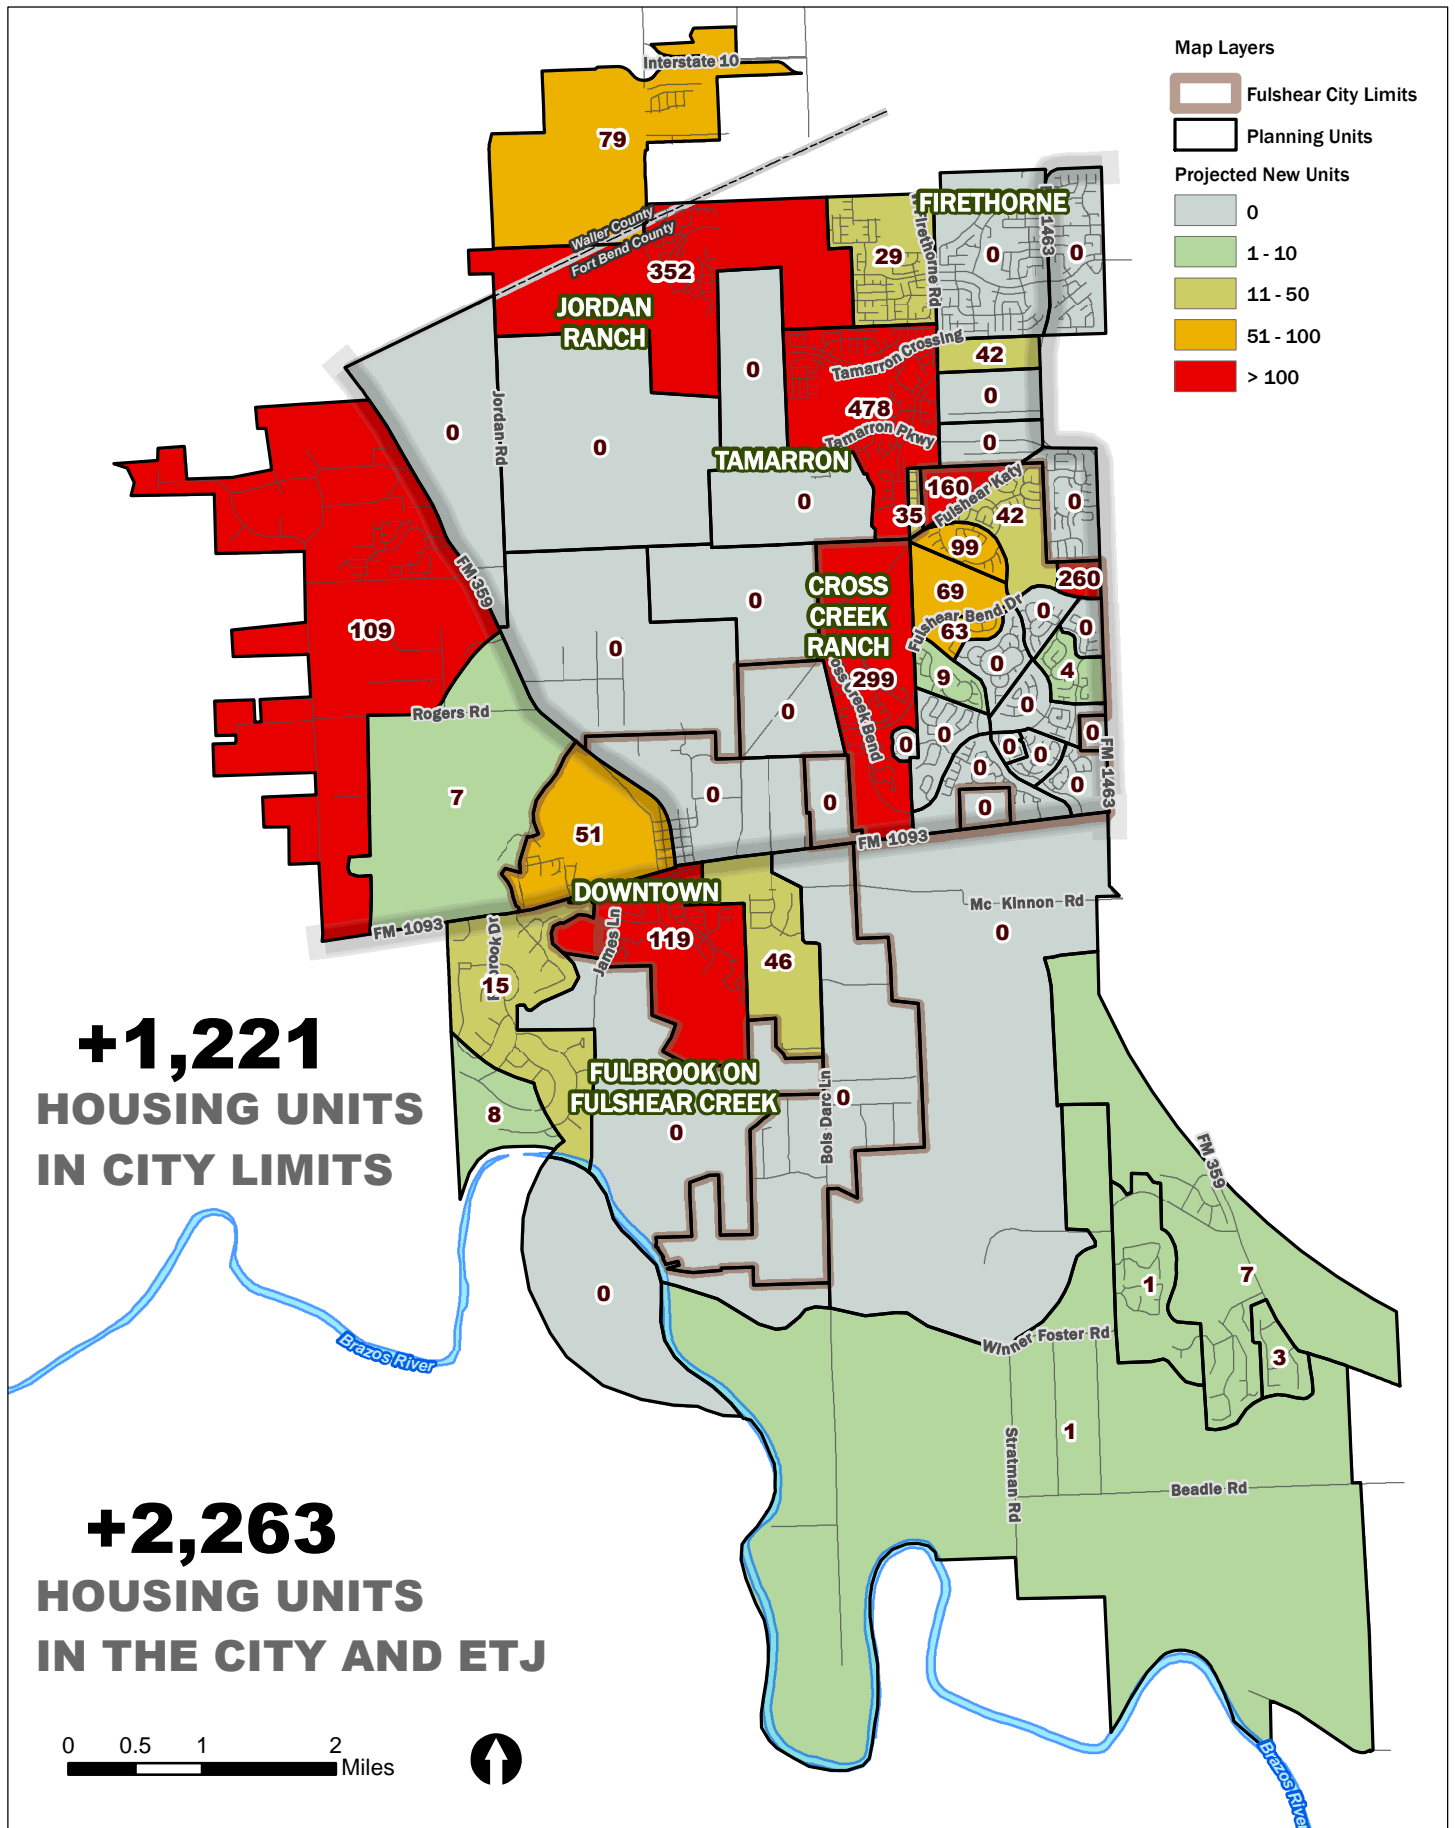 Interstate 10
79
Waller County
Fort Bend County
Map Layers
Fulshear City Limits
Planning Units
Projected New Units
0
1 - 10
11 - 50
51 - 100
> 100
FIRETHORNE
1463
Firethorne Rd
29
0
0
352
JORDAN
RANCH
Tamarron Crossing
42
0
478
0
Jordan Rd
0
0
0
Tamarron Pkwy
TAMARRON
0
160
Fulshear Katy
35
42
0
99
FM 359
260
CROSS
CREEK
RANCH
0
69
Fulshear Bend Dr
0
0
109
63
0
0
299
9
4
Rogers Rd
0
0
Cross Creek Bend
0
0
0
0
0
0
FM 1463
7
0
0
0
0
51
FM 1093
DOWNTOWN
Mc Kinnon Rd
FM 1093
James Ln
119
0
46
15
+1,221
HOUSING UNITS
IN CITY LIMITS
FULBROOK ON
FULSHEAR CREEK
8
Bois Darc Ln
0
0
FM 359
0
1
7
Brazos River
Winner Foster Rd
3
1
Stratman Rd
Beadle Rd
+2,263
HOUSING UNITS
IN THE CITY AND ETJ
0 0.5 1 2
Miles
Brazos River